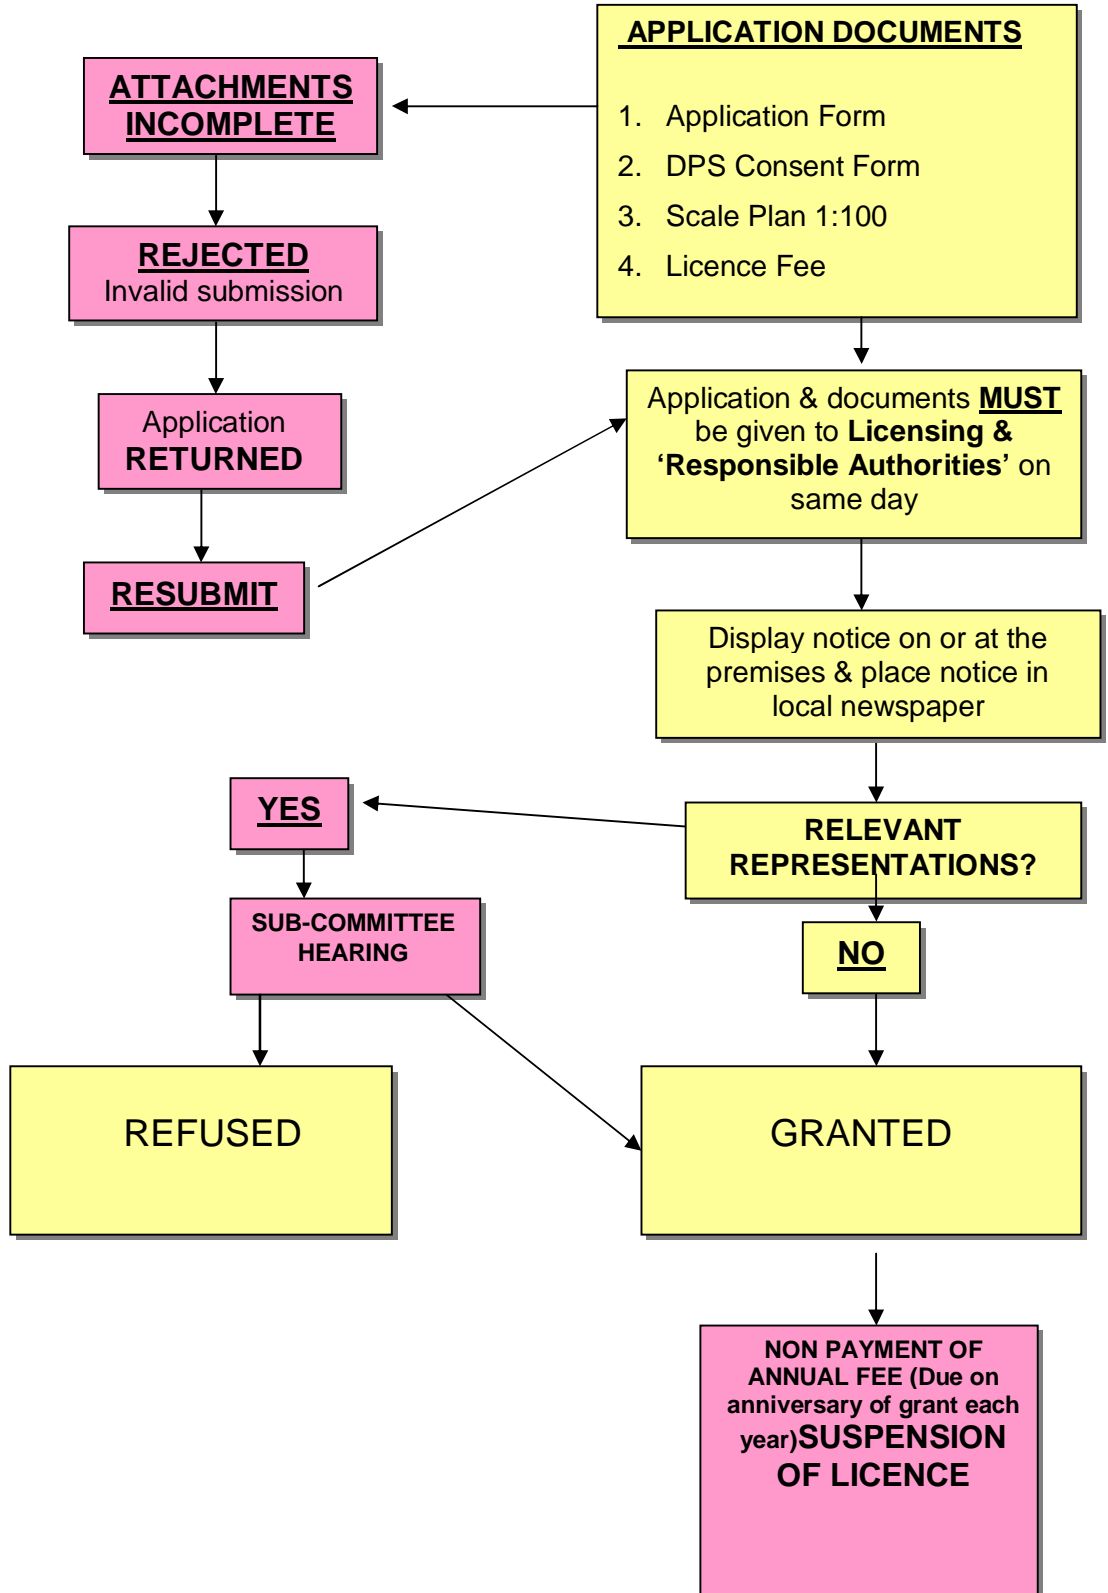 APPLICATION DOCUMENTS
1. Application Form
2. DPS Consent Form
3. Scale Plan 1:100
4. Licence Fee
ATTACHMENTS
INCOMPLETE
REJECTED
Invalid submission
Application
RETURNED
RESUBMIT
Application & documents MUST
be given to Licensing &
‘Responsible Authorities’ on
same day
Display notice on or at the
premises & place notice in
local newspaper
RELEVANT
REPRESENTATIONS?
YES
SUB-COMMITTEE
HEARING
NO
REFUSED
GRANTED
NON PAYMENT OF
ANNUAL FEE (Due on
anniversary of grant each
year)SUSPENSION
OF LICENCE